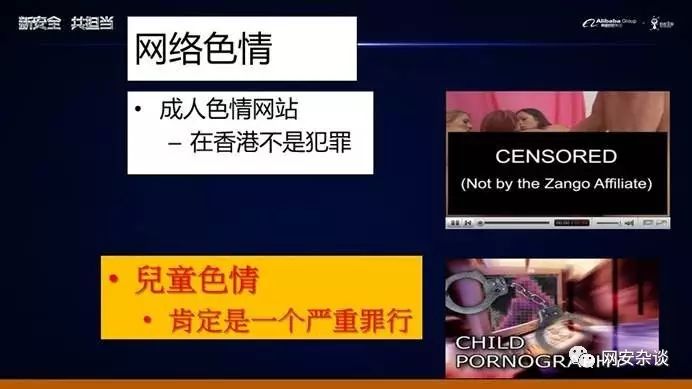 新安全 共担当
Alibaba Group
网络色情
• 成人色情网站
– 在香港不是犯罪
CENSORED
(Not by the Zango Affiliate)
• 兒童色情
• 肯定是一个严重罪行
CHILD
PORNOGRAPHY
网安杂谈